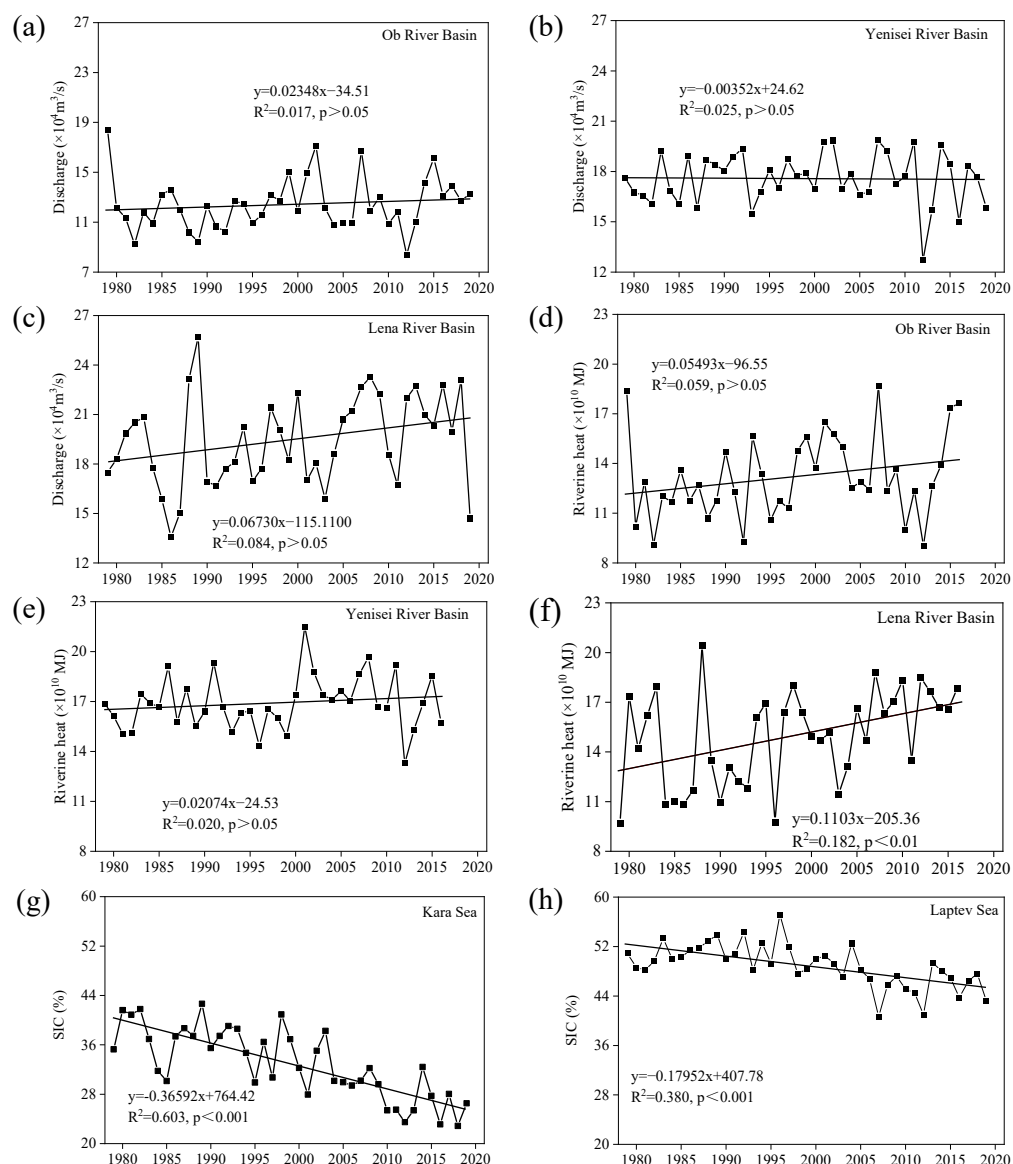 (a)
Ob River Basin
y=0.02348x−34.51
R²=0.017, p>0.05
Discharge (×10⁴m³/s)
27
23
19
15
11
7
1980 1985 1990 1995 2000 2005 2010 2015 2020
(b)
Yenisei River Basin
y=−0.00352x+24.62
R²=0.025, p>0.05
Discharge (×10⁴m³/s)
27
24
21
18
15
12
1980 1985 1990 1995 2000 2005 2010 2015 2020
(c)
Lena River Basin
Discharge (×10⁴m³/s)
27
24
21
18
15
12
y=0.06730x−115.1100
R²=0.084, p>0.05
1980 1985 1990 1995 2000 2005 2010 2015 2020
(d)
Ob River Basin
y=0.05493x−96.55
R²=0.059, p>0.05
Riverine heat (×10¹⁰ MJ)
23
20
17
14
11
8
1980 1985 1990 1995 2000 2005 2010 2015 2020
(e)
Yenisei River Basin
Riverine heat (×10¹⁰ MJ)
23
20
17
14
11
8
y=0.02074x−24.53
R²=0.020, p>0.05
1980 1985 1990 1995 2000 2005 2010 2015 2020
(f)
Lena River Basin
Riverine heat (×10¹⁰ MJ)
23
20
17
14
11
8
y=0.1103x−205.36
R²=0.182, p<0.01
1980 1985 1990 1995 2000 2005 2010 2015 2020
(g)
Kara Sea
SIC (%)
60
52
44
36
28
20
y=-0.36592x+764.42
R²=0.603, p<0.001
1980 1985 1990 1995 2000 2005 2010 2015 2020
(h)
Laptev Sea
SIC (%)
60
52
44
36
28
20
y=−0.17952x+407.78
R²=0.380, p<0.001
1980 1985 1990 1995 2000 2005 2010 2015 2020